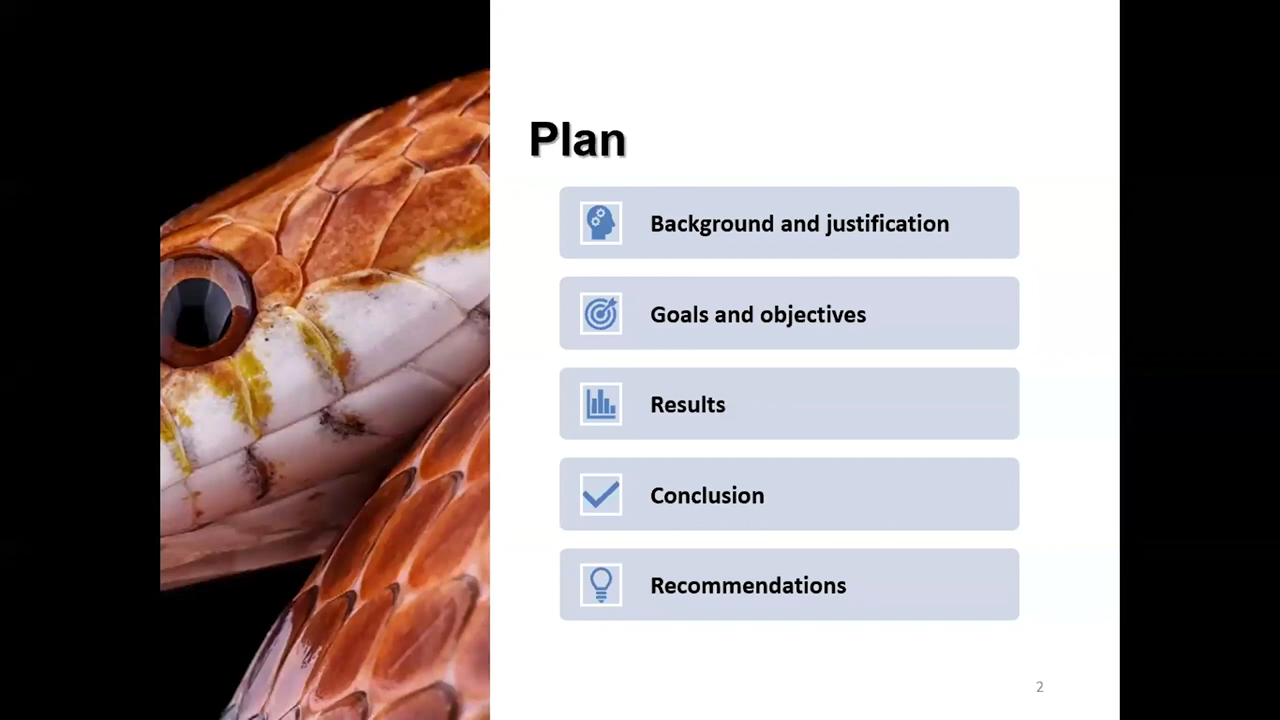 Plan
Background and justification
Goals and objectives
Results
Conclusion
Recommendations
2